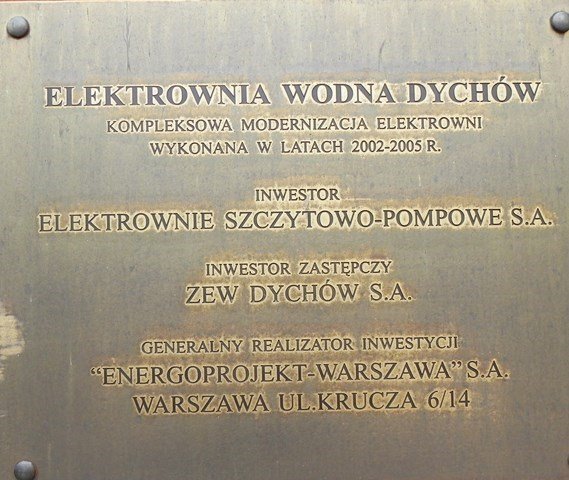 ELEKTROWNIA WODNA DYCHÓW
KOMPLEKSOWA MODERNIZACJA ELEKTROWNI
WYKONANA W LATACH 2002-2005 R.
INWESTOR
ELEKTROWNIE SZCZYTOWO-POMPOWE S.A.
INWESTOR ZASTĘPCZY
ZEW DYCHÓW S.A.
GENERALNY REALIZATOR INWESTYCJI
“ENERGOPROJEKT-WARSZAWA” S.A.
WARSZAWA UL.KRUCZA 6/14